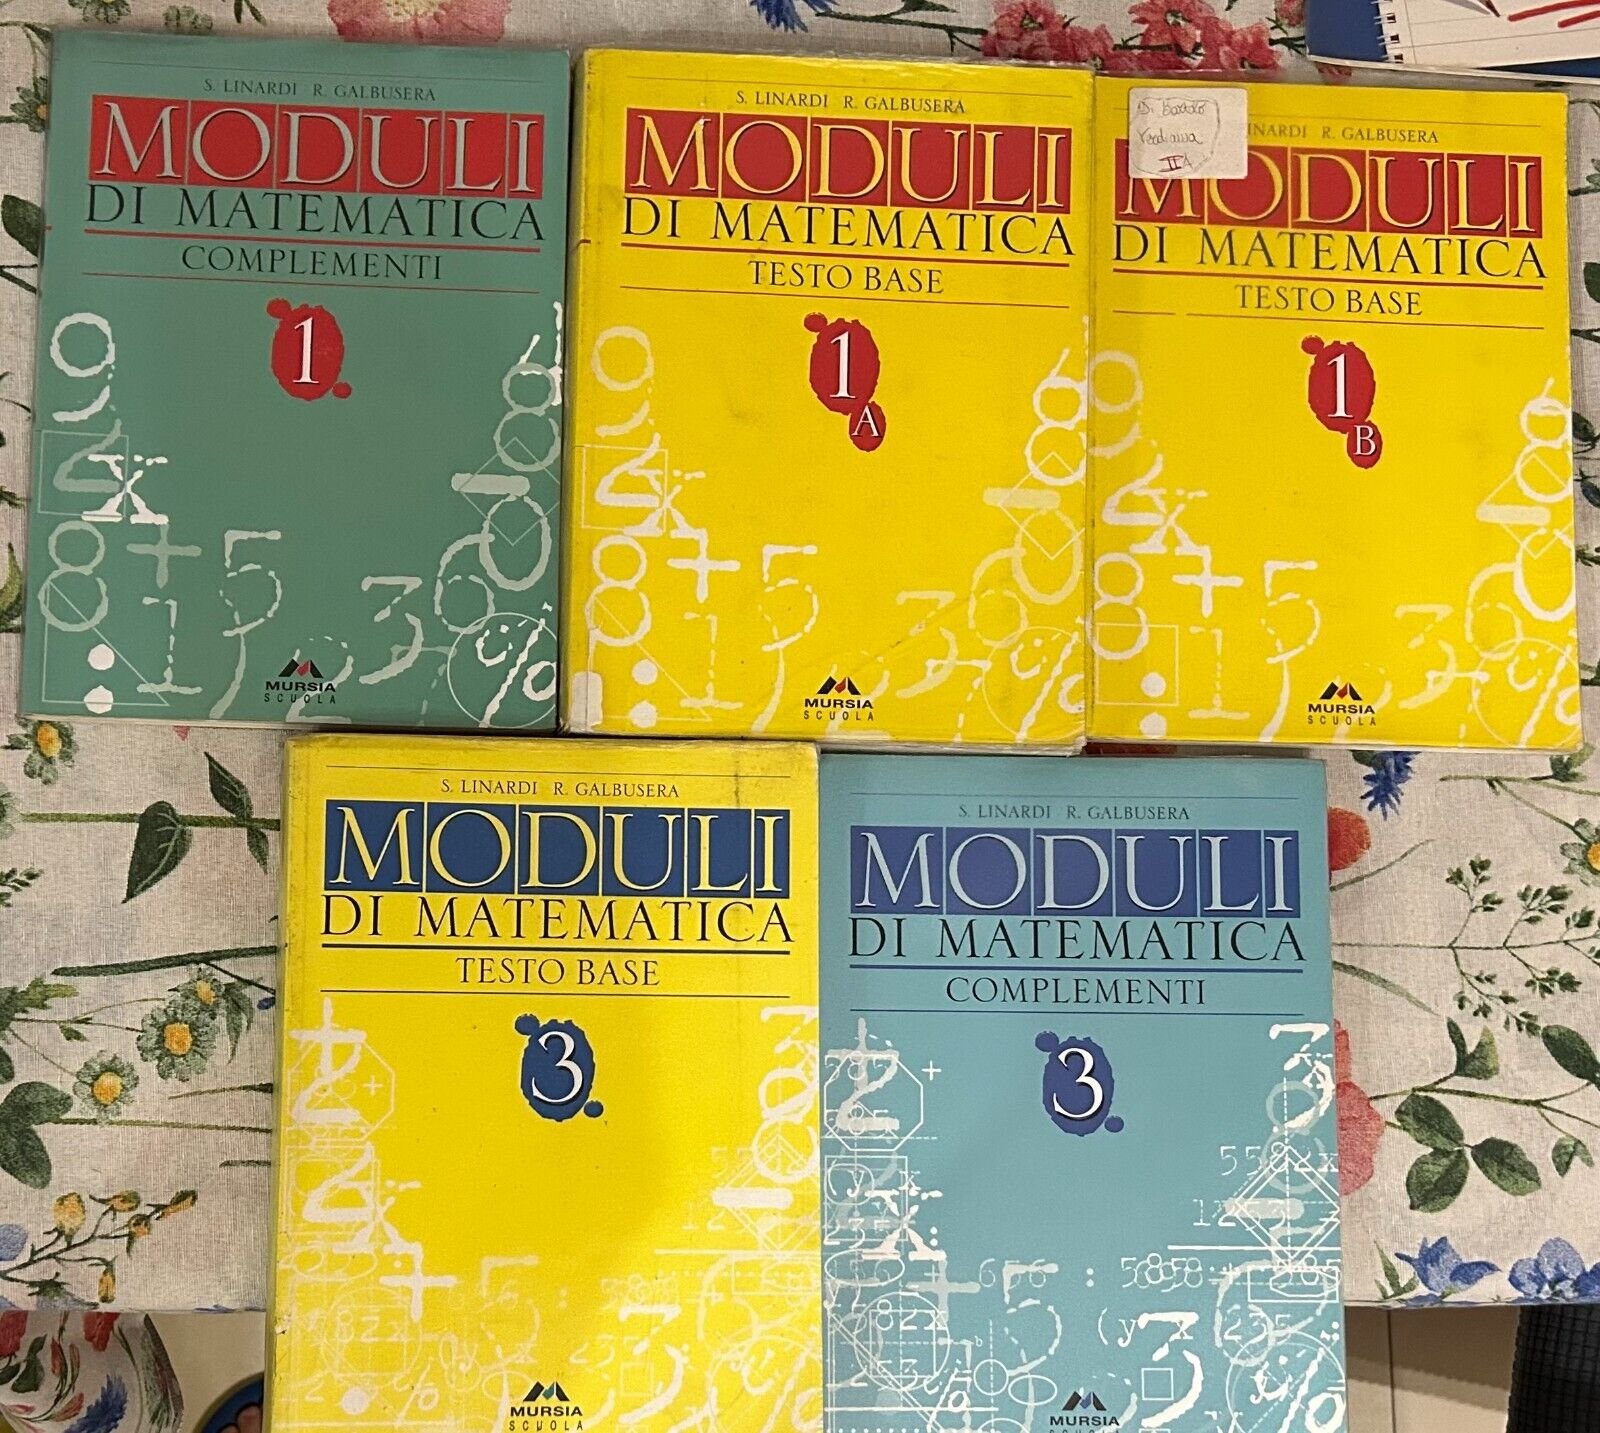 S. LINARDI R. GALBUSERA
MODULI
DI MATEMATICA
COMPLEMENTI
1
MURSIA
SCUOLA
S. LINARDI R. GALBUSERA
MODULI
DI MATEMATICA
TESTO BASE
1
A
MURSIA
SCUOLA
II A
LINARDI R. GALBUSERA
MODULI
DI MATEMATICA
TESTO BASE
1
B
MURSIA
SCUOLA
S. LINARDI R. GALBUSERA
MODULI
DI MATEMATICA
TESTO BASE
3
MURSIA
SCUOLA
S. LINARDI R. GALBUSERA
MODULI
DI MATEMATICA
COMPLEMENTI
3
MURSIA
SCUOLA